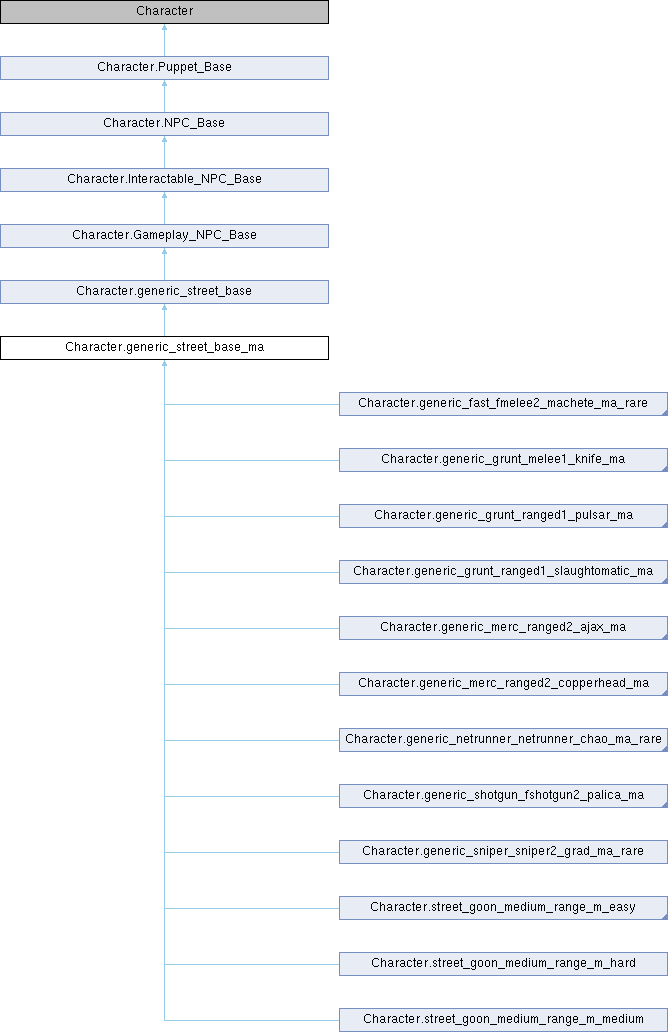 Character
Character.Puppet_Base
Character.NPC_Base
Character.Interactable_NPC_Base
Character.Gameplay_NPC_Base
Character.generic_street_base
Character.generic_street_base_ma
Character.generic_fast_fmelee2_machete_ma_rare
Character.generic_grunt_melee1_knife_ma
Character.generic_grunt_ranged1_pulsar_ma
Character.generic_grunt_ranged1_slaughtomatic_ma
Character.generic_merc_ranged2_ajax_ma
Character.generic_merc_ranged2_copperhead_ma
Character.generic_netrunner_netrunner_chao_ma_rare
Character.generic_shotgun_fshotgun2_palica_ma
Character.generic_sniper_sniper2_grad_ma_rare
Character.street_goon_medium_range_m_easy
Character.street_goon_medium_range_m_hard
Character.street_goon_medium_range_m_medium